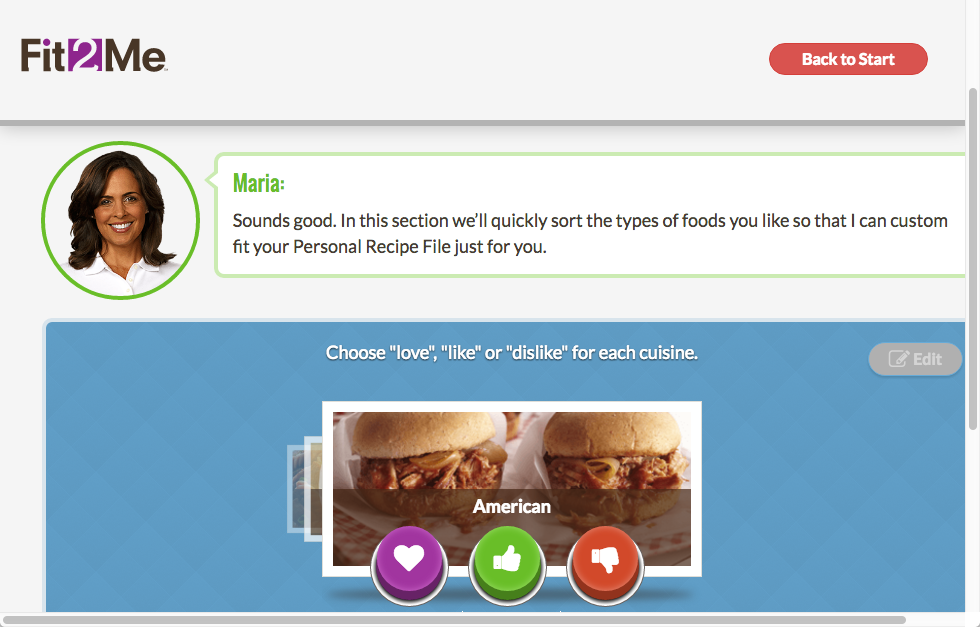 Fit2Me
Back to Start
Maria:
Sounds good. In this section we'll quickly sort the types of foods you like so that I can custom
fit your Personal Recipe File just for you.
Choose "love", "like" or "dislike" for each cuisine.
Edit
American